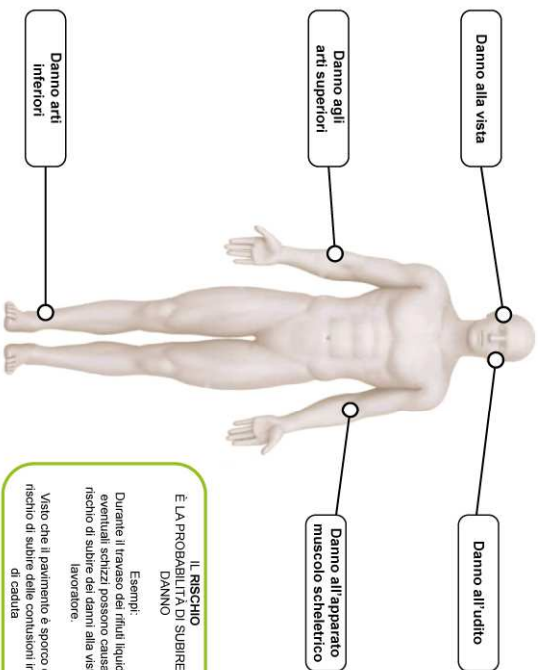 Danno alla vista
Danno all'udito
Danno agli
arti superiori
Danno all'apparato
muscolo scheletrico
Danno arti
inferiori
IL RISCHIO
È LA PROBABILITÀ DI SUBIRE
DANNO
Esempi:
Durante il travaso dei rifiuti
eventuali schizzi possono
rischio di subire dei danni alla
lavoratore.
Visto che il pavimento è sporco
rischio di subire delle contusioni
di caduta